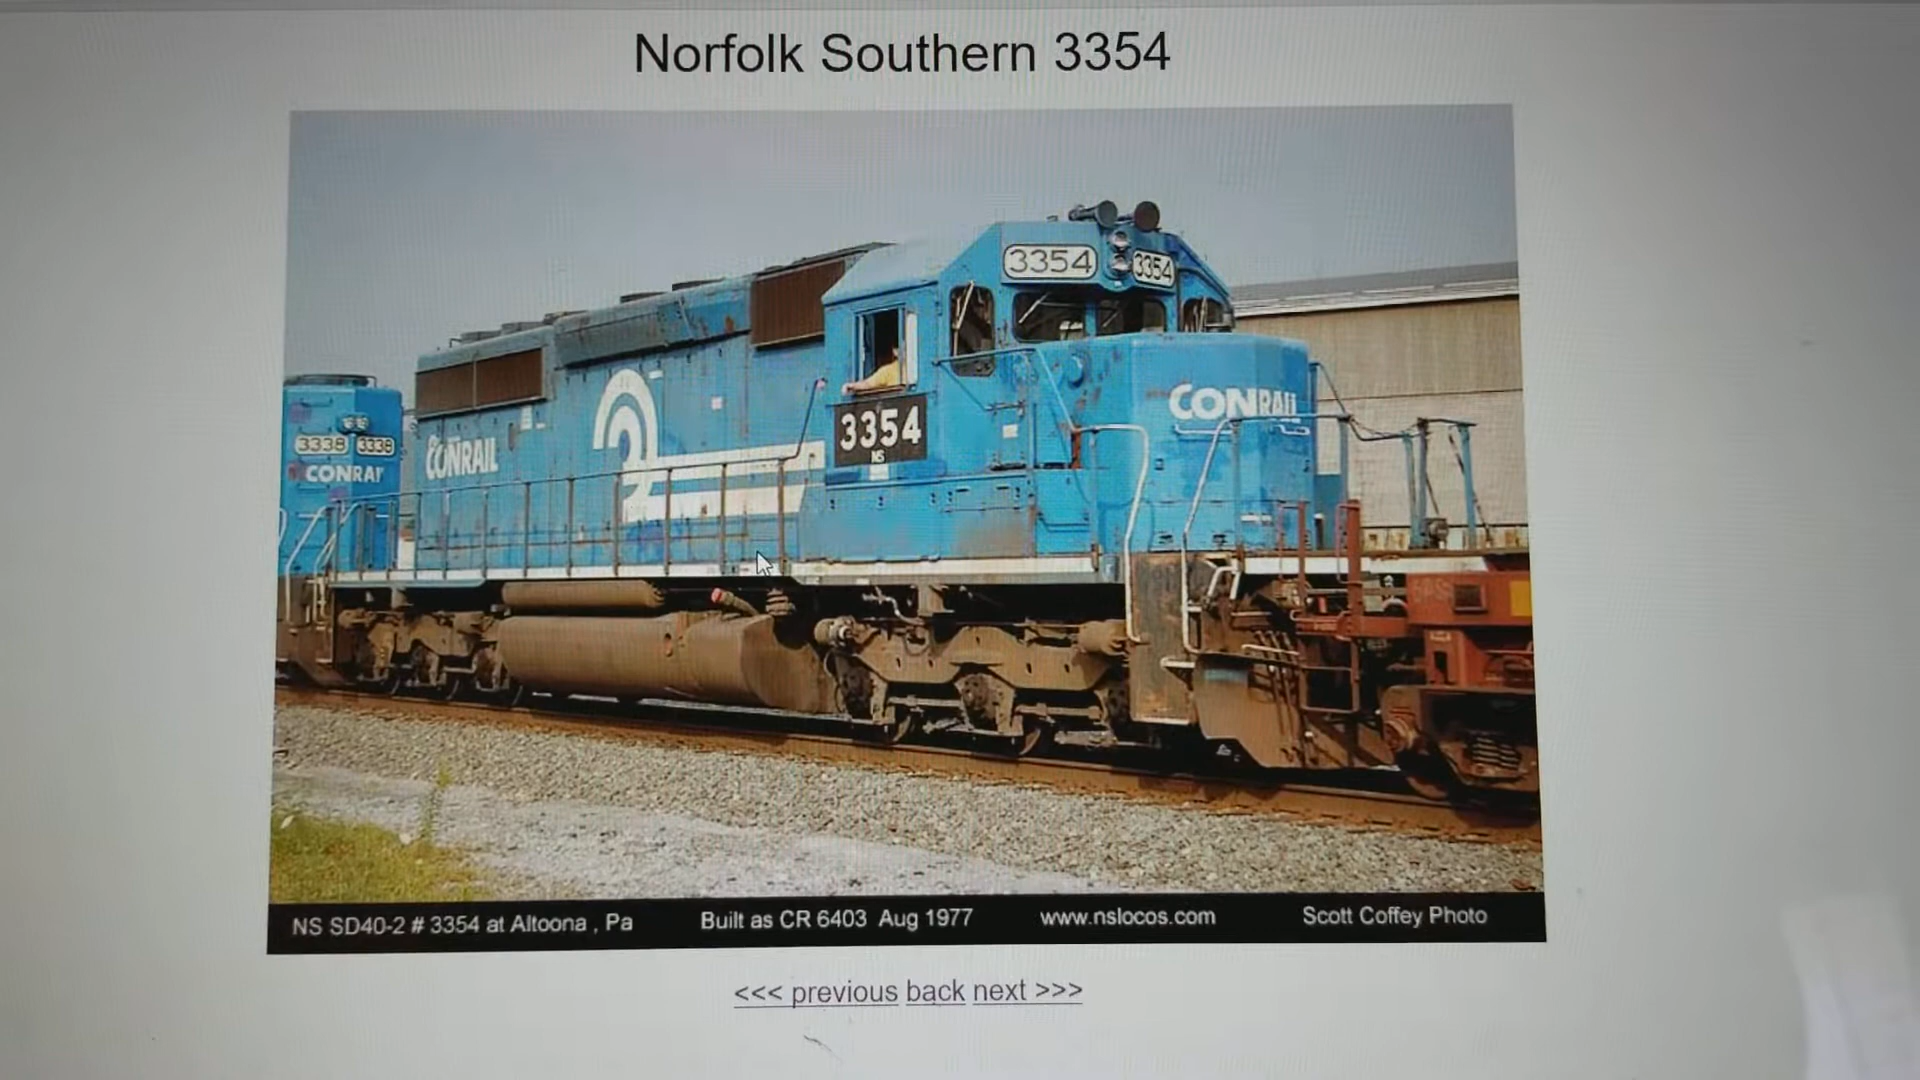 Norfolk Southern 3354
3354
3354
3338 3338
CONRAIL
CONRAIL
CONRAIL
3354
NS
NS SD40-2 # 3354 at Altoona , Pa Built as CR 6403 Aug 1977 www.nslocos.com Scott Coffey Photo
<<< previous back next >>>